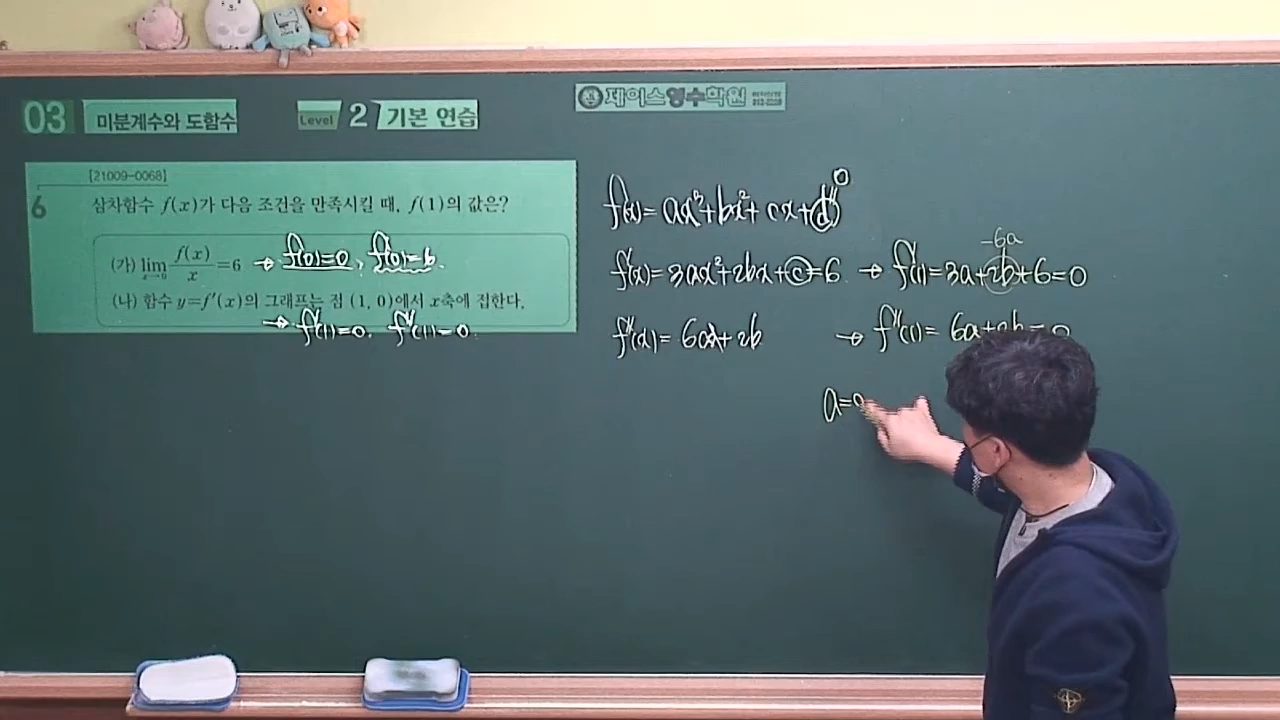 03 미분계수와 도함수 Level 2 기본 연습
제이스영수학원
[21009-0068]
6 삼차함수 f(x)가 다음 조건을 만족시킬 때, f(1)의 값은?
(가) lim x→0 f(x)/x = 6 → f(0)=0, f'(0)=6.
(나) 함수 y=f'(x)의 그래프는 점 (1, 0)에서 x축에 접한다.
→ f'(1)=0, f''(1)=0.
f(x)= ax³+bx²+cx+d 0
f'(x)= 3ax²+2bx+c=6 → f'(1)=3a+2b+6=0
-6a
f''(x)= 6ax+2b → f''(1)= 6a+2b=0
a=